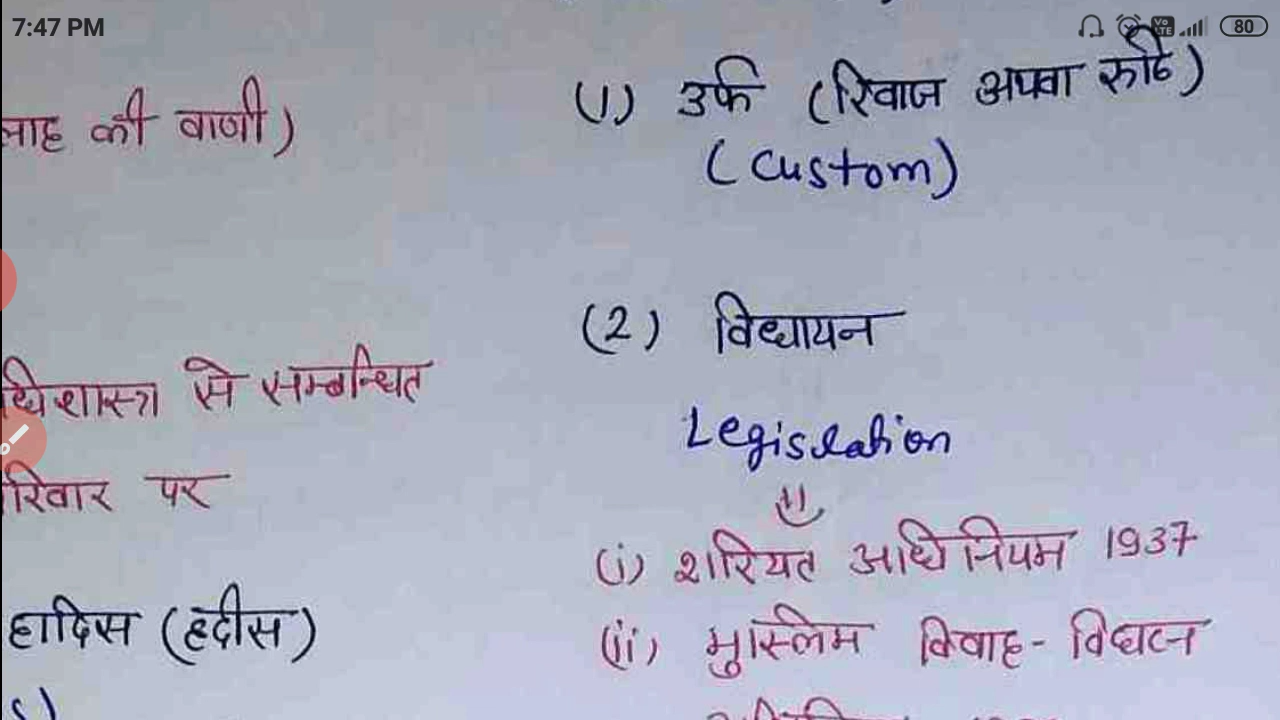 7:47 PM
80
लाह की वाणी)
धिशास्त्र से सम्बन्धित
रिवार पर
हादिस (हदीस)
s)
(1) उर्फ (रिवाज अथवा रूढि)
(Custom)
(2) विधायन
Legislation
(i) शरियत अधिनियम 1937
(ii) मुस्लिम विवाह - विघटन